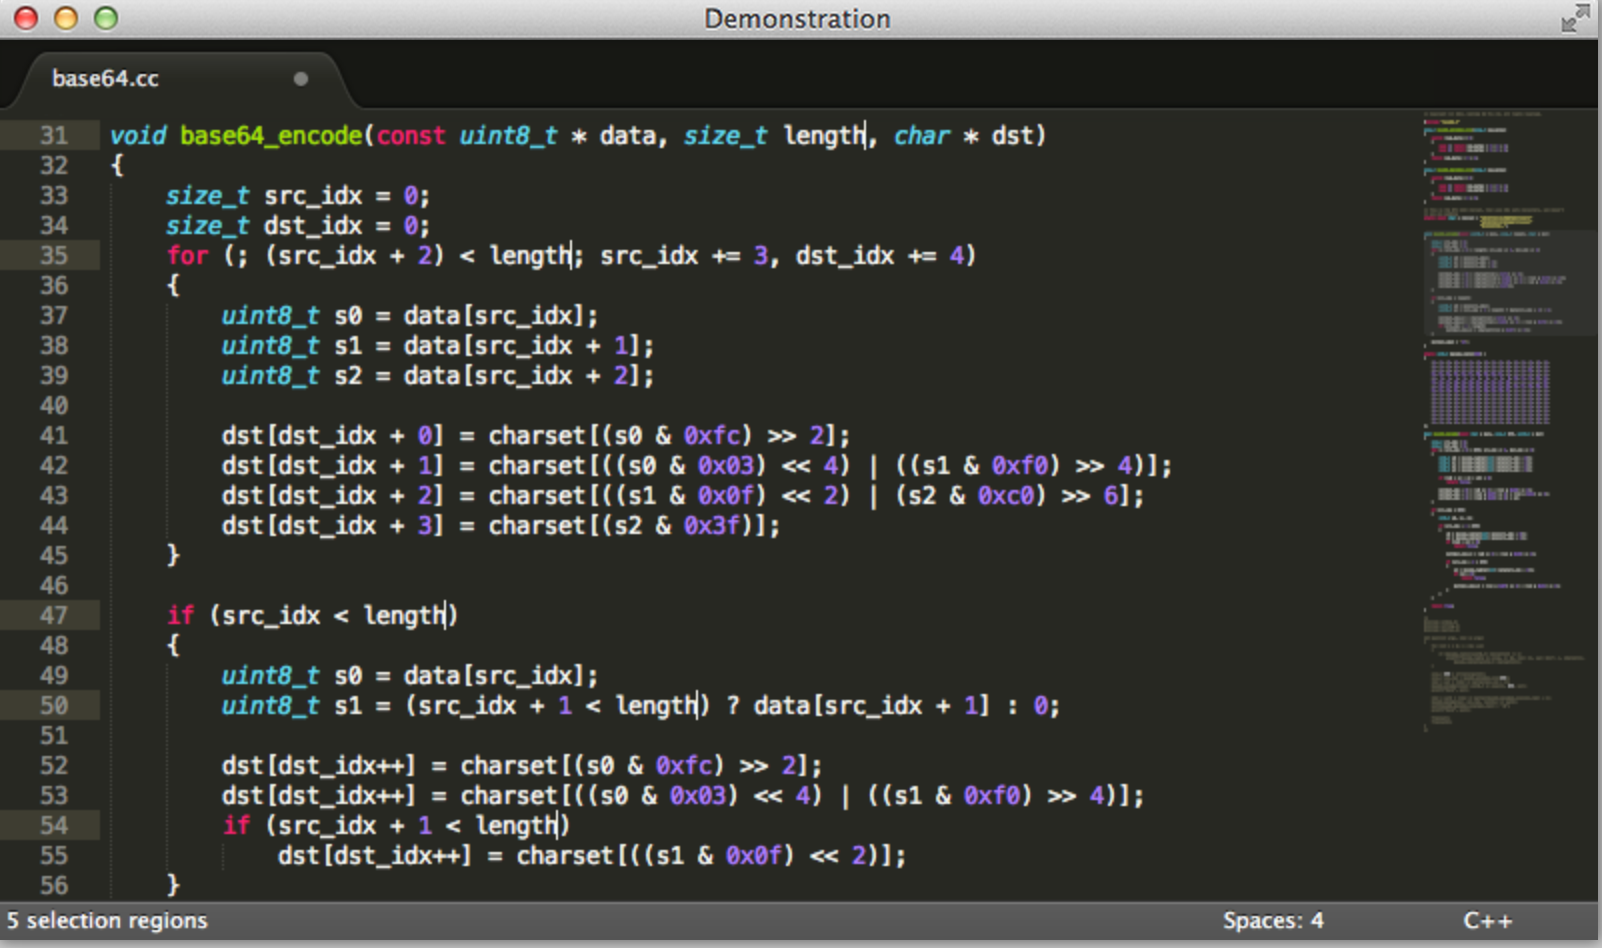 Demonstration
base64.cc
31 void base64_encode(const uint8_t * data, size_t length, char * dst)
32 {
33     size_t src_idx = 0;
34     size_t dst_idx = 0;
35     for (; (src_idx + 2) < length; src_idx += 3, dst_idx += 4)
36     {
37         uint8_t s0 = data[src_idx];
38         uint8_t s1 = data[src_idx + 1];
39         uint8_t s2 = data[src_idx + 2];
40
41         dst[dst_idx + 0] = charset[(s0 & 0xfc) >> 2];
42         dst[dst_idx + 1] = charset[((s0 & 0x03) << 4) | ((s1 & 0xf0) >> 4)];
43         dst[dst_idx + 2] = charset[((s1 & 0x0f) << 2) | (s2 & 0xc0) >> 6];
44         dst[dst_idx + 3] = charset[(s2 & 0x3f)];
45     }
46
47     if (src_idx < length)
48     {
49         uint8_t s0 = data[src_idx];
50         uint8_t s1 = (src_idx + 1 < length) ? data[src_idx + 1] : 0;
51
52         dst[dst_idx++] = charset[(s0 & 0xfc) >> 2];
53         dst[dst_idx++] = charset[((s0 & 0x03) << 4) | ((s1 & 0xf0) >> 4)];
54         if (src_idx + 1 < length)
55             dst[dst_idx++] = charset[((s1 & 0x0f) << 2)];
56     }
5 selection regions Spaces: 4 C++